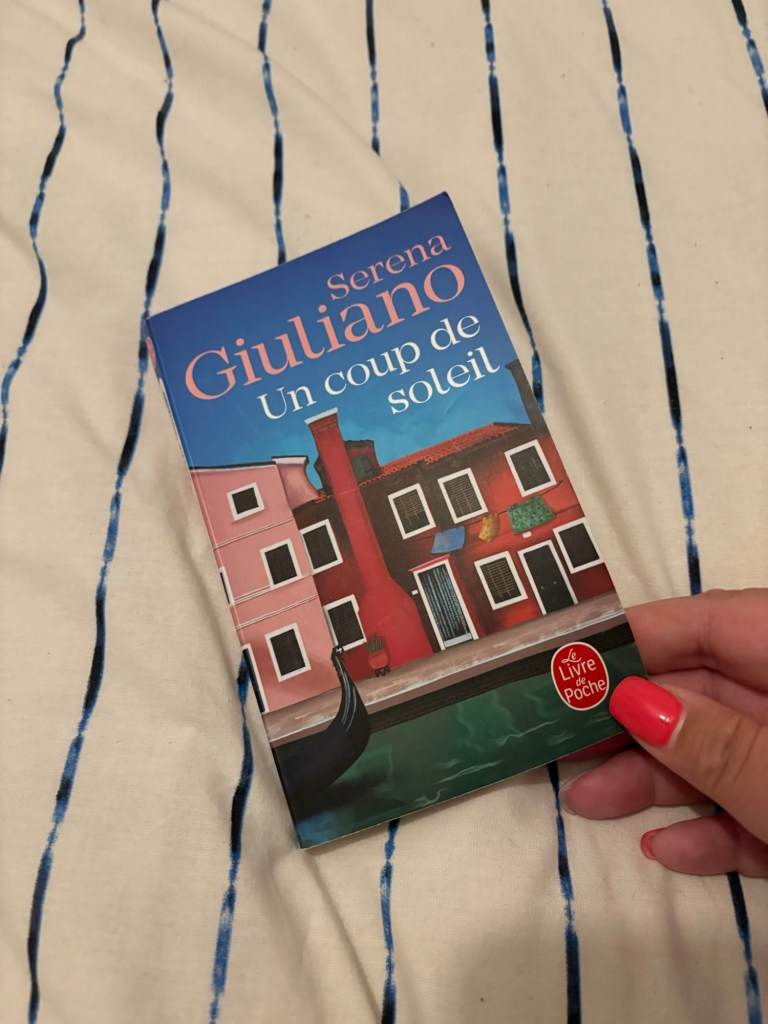 Serena
Giuliano
Un coup de
soleil
Le
Livre
de
Poche